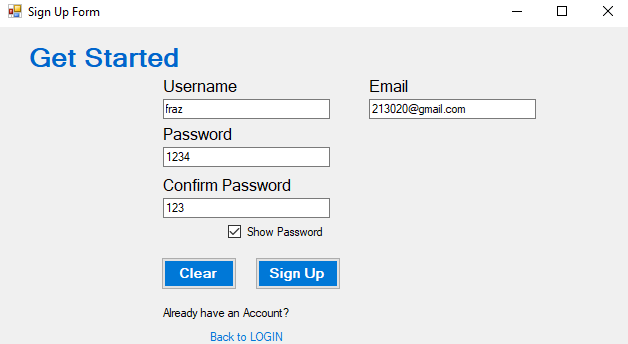 Sign Up Form
Get Started
Username
Email
fraz
213020@gmail.com
Password
1234
Confirm Password
123
Show Password
Clear
Sign Up
Already have an Account?
Back to LOGIN